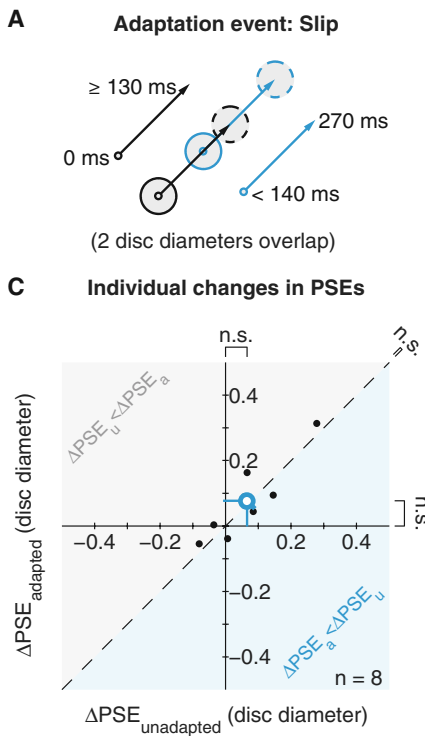 A Adaptation event: Slip
≥ 130 ms
270 ms
0 ms
< 140 ms
(2 disc diameters overlap)
C Individual changes in PSEs
n.s.
n.s.
ΔPSEu<ΔPSEa
0.4
0.2
−0.4 −0.2 0.2 0.4
n.s.
−0.2
−0.4
ΔPSEa<ΔPSEu
n = 8
ΔPSEadapted (disc diameter)
ΔPSEunadapted (disc diameter)